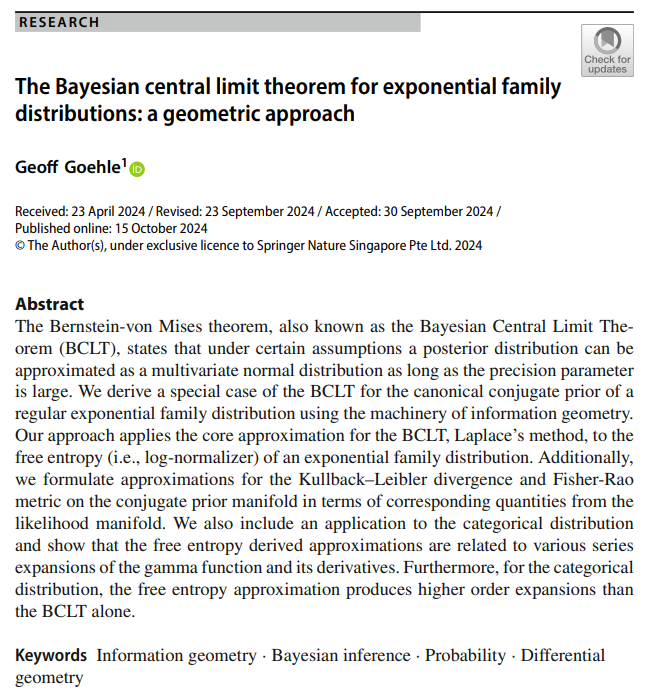 RESEARCH
Check for
updates
The Bayesian central limit theorem for exponential family
distributions: a geometric approach
Geoff Goehle1 iD
Received: 23 April 2024 / Revised: 23 September 2024 / Accepted: 30 September 2024 /
Published online: 15 October 2024
© The Author(s), under exclusive licence to Springer Nature Singapore Pte Ltd. 2024
Abstract
The Bernstein-von Mises theorem, also known as the Bayesian Central Limit The-
orem (BCLT), states that under certain assumptions a posterior distribution can be
approximated as a multivariate normal distribution as long as the precision parameter
is large. We derive a special case of the BCLT for the canonical conjugate prior of a
regular exponential family distribution using the machinery of information geometry.
Our approach applies the core approximation for the BCLT, Laplace’s method, to the
free entropy (i.e., log-normalizer) of an exponential family distribution. Additionally,
we formulate approximations for the Kullback–Leibler divergence and Fisher-Rao
metric on the conjugate prior manifold in terms of corresponding quantities from the
likelihood manifold. We also include an application to the categorical distribution
and show that the free entropy derived approximations are related to various series
expansions of the gamma function and its derivatives. Furthermore, for the categorical
distribution, the free entropy approximation produces higher order expansions than
the BCLT alone.
Keywords Information geometry · Bayesian inference · Probability · Differential
geometry